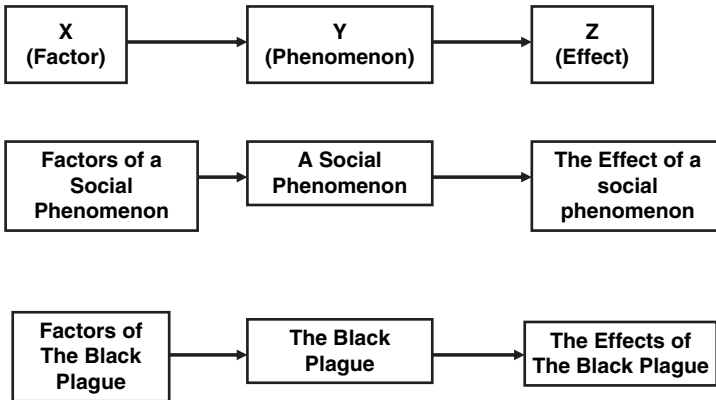 X
(Factor)
Y
(Phenomenon)
Z
(Effect)
Factors of a
Social
Phenomenon
A Social
Phenomenon
The Effect of a
social
phenomenon
Factors of
The Black
Plague
The Black
Plague
The Effects of
The Black Plague